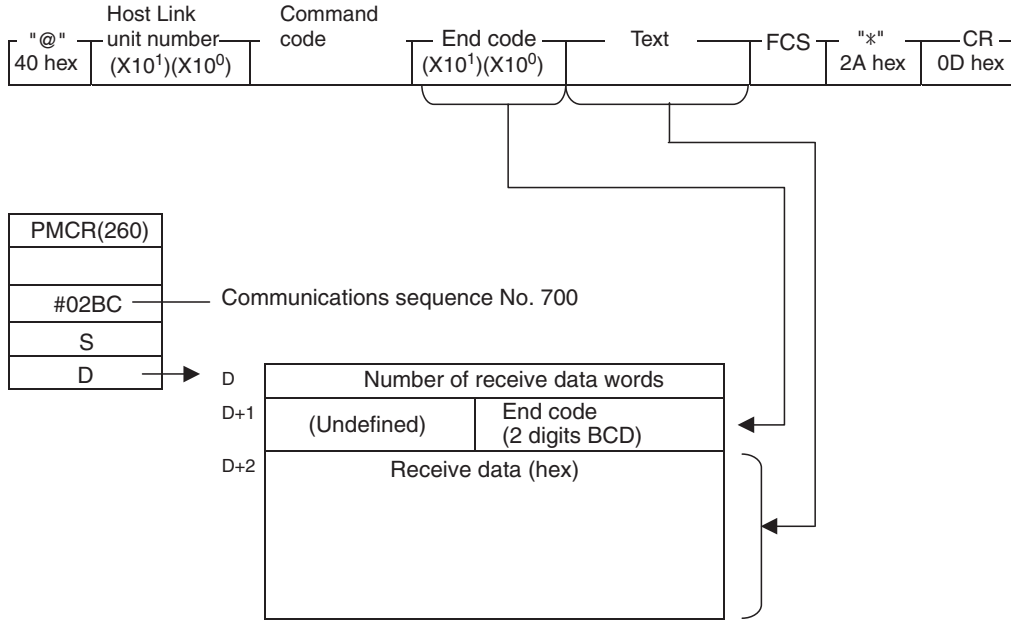 Host Link Command
"@" unit number code End code Text FCS "*" CR
40 hex (X10¹)(X10⁰) (X10¹)(X10⁰) 2A hex 0D hex
PMCR(260)
#02BC Communications sequence No. 700
S
D
D Number of receive data words
D+1 (Undefined) End code
(2 digits BCD)
D+2 Receive data (hex)